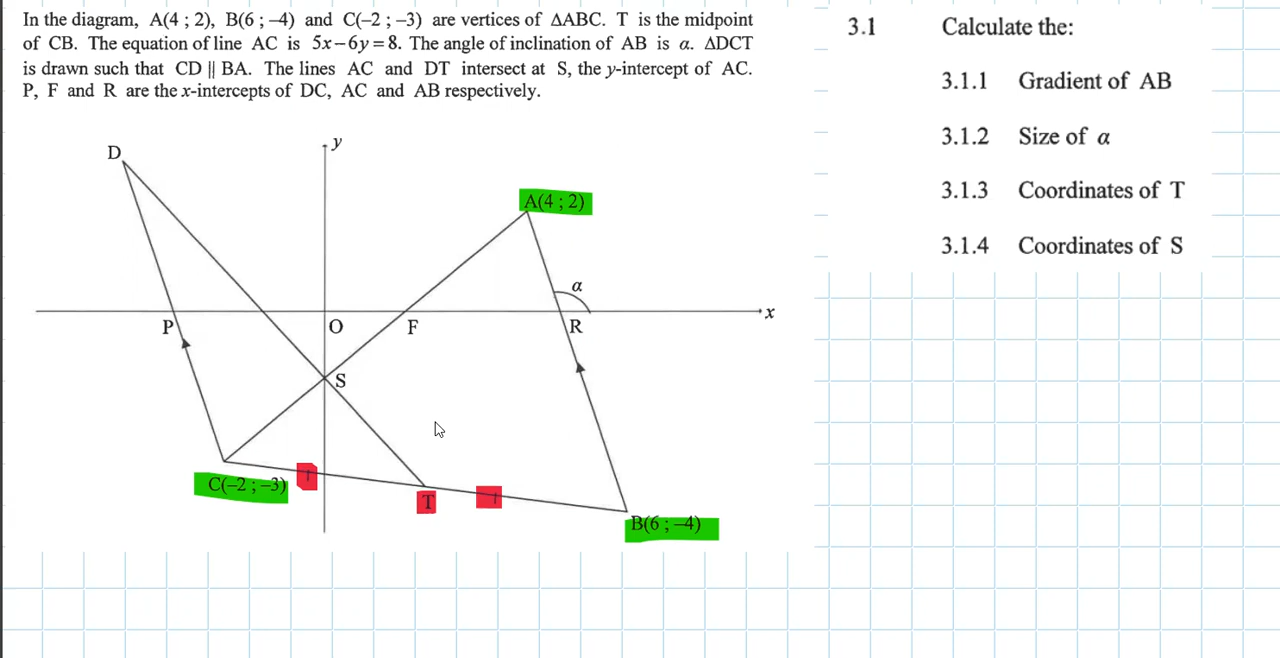 In the diagram, A(4 ; 2), B(6 ; –4) and C(–2 ; –3) are vertices of ΔABC. T is the midpoint
of CB. The equation of line AC is 5x – 6y = 8. The angle of inclination of AB is α. ΔDCT
is drawn such that CD || BA. The lines AC and DT intersect at S, the y-intercept of AC.
P, F and R are the x-intercepts of DC, AC and AB respectively.
D
y
A(4 ; 2)
α
x
P
O
F
R
S
C(–2 ; –3)
T
B(6 ; –4)
3.1 Calculate the:
3.1.1 Gradient of AB
3.1.2 Size of α
3.1.3 Coordinates of T
3.1.4 Coordinates of S